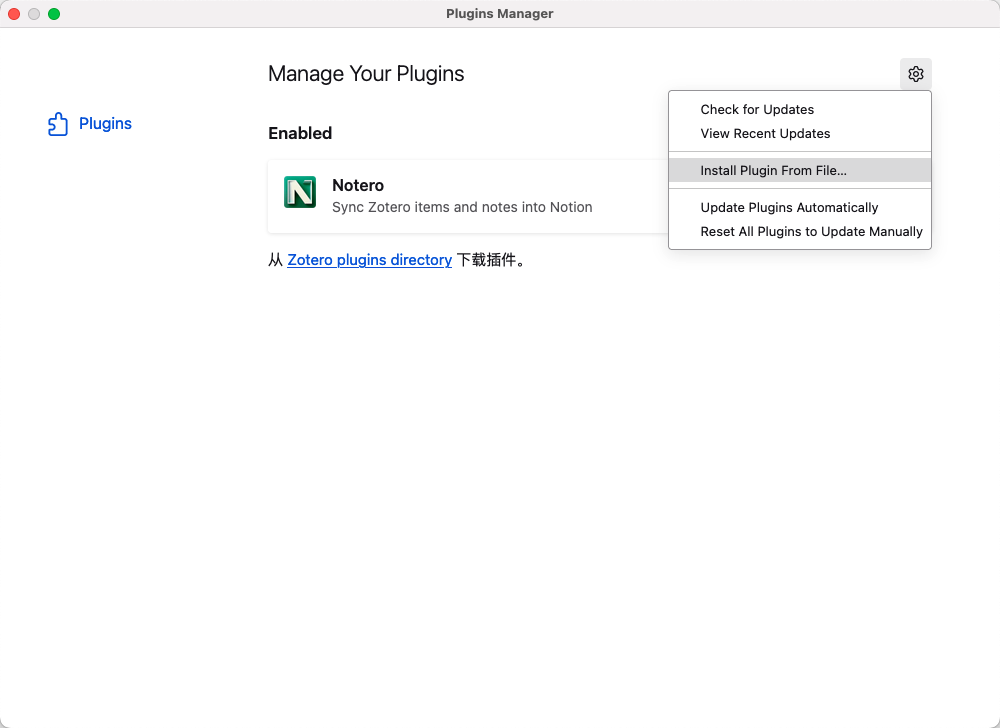 Plugins Manager
Manage Your Plugins
Check for Updates
View Recent Updates
Install Plugin From File...
Update Plugins Automatically
Reset All Plugins to Update Manually
Plugins
Enabled
N
Notero
Sync Zotero items and notes into Notion
从 Zotero plugins directory 下载插件。